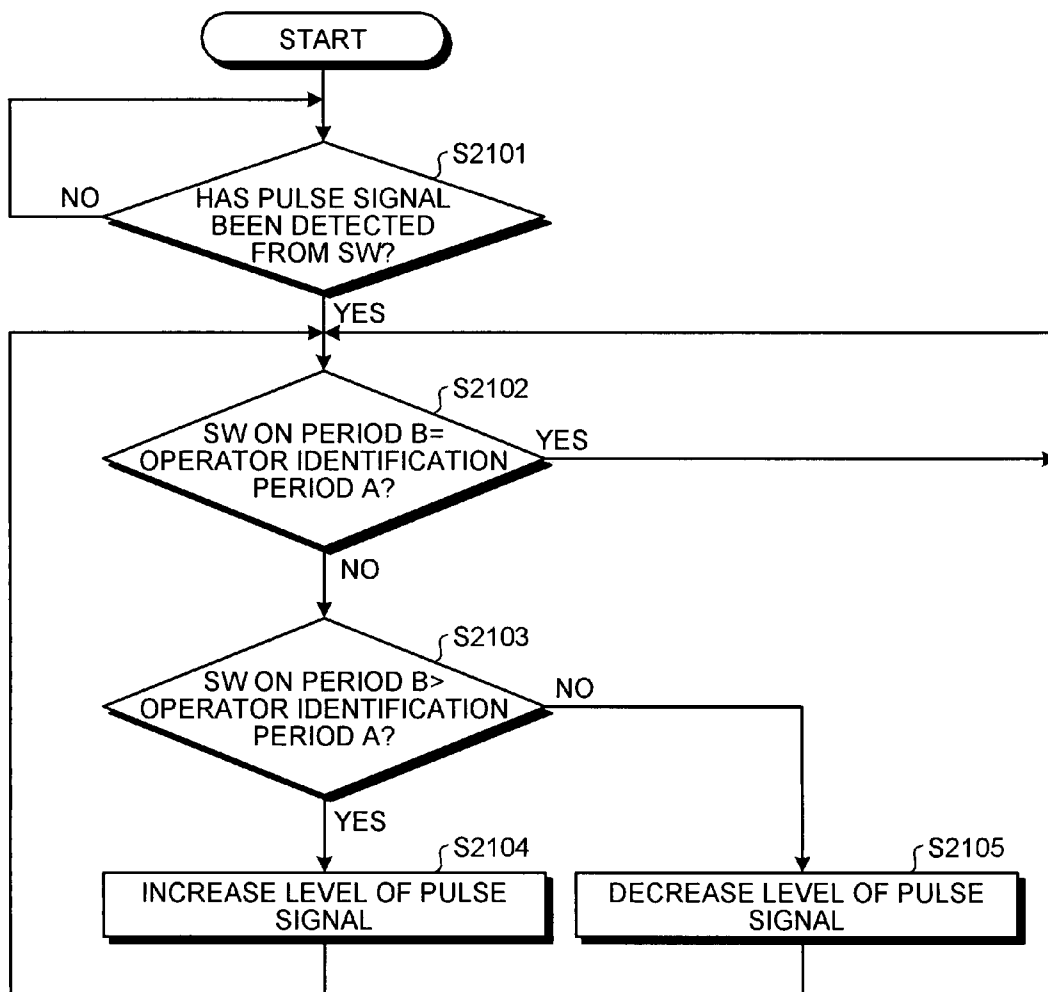 START
S2101
NO
HAS PULSE SIGNAL
BEEN DETECTED
FROM SW?
YES
S2102
SW ON PERIOD B=
OPERATOR IDENTIFICATION
PERIOD A?
YES
NO
S2103
SW ON PERIOD B>
OPERATOR IDENTIFICATION
PERIOD A?
NO
YES
S2104
INCREASE LEVEL OF PULSE
SIGNAL
S2105
DECREASE LEVEL OF PULSE
SIGNAL